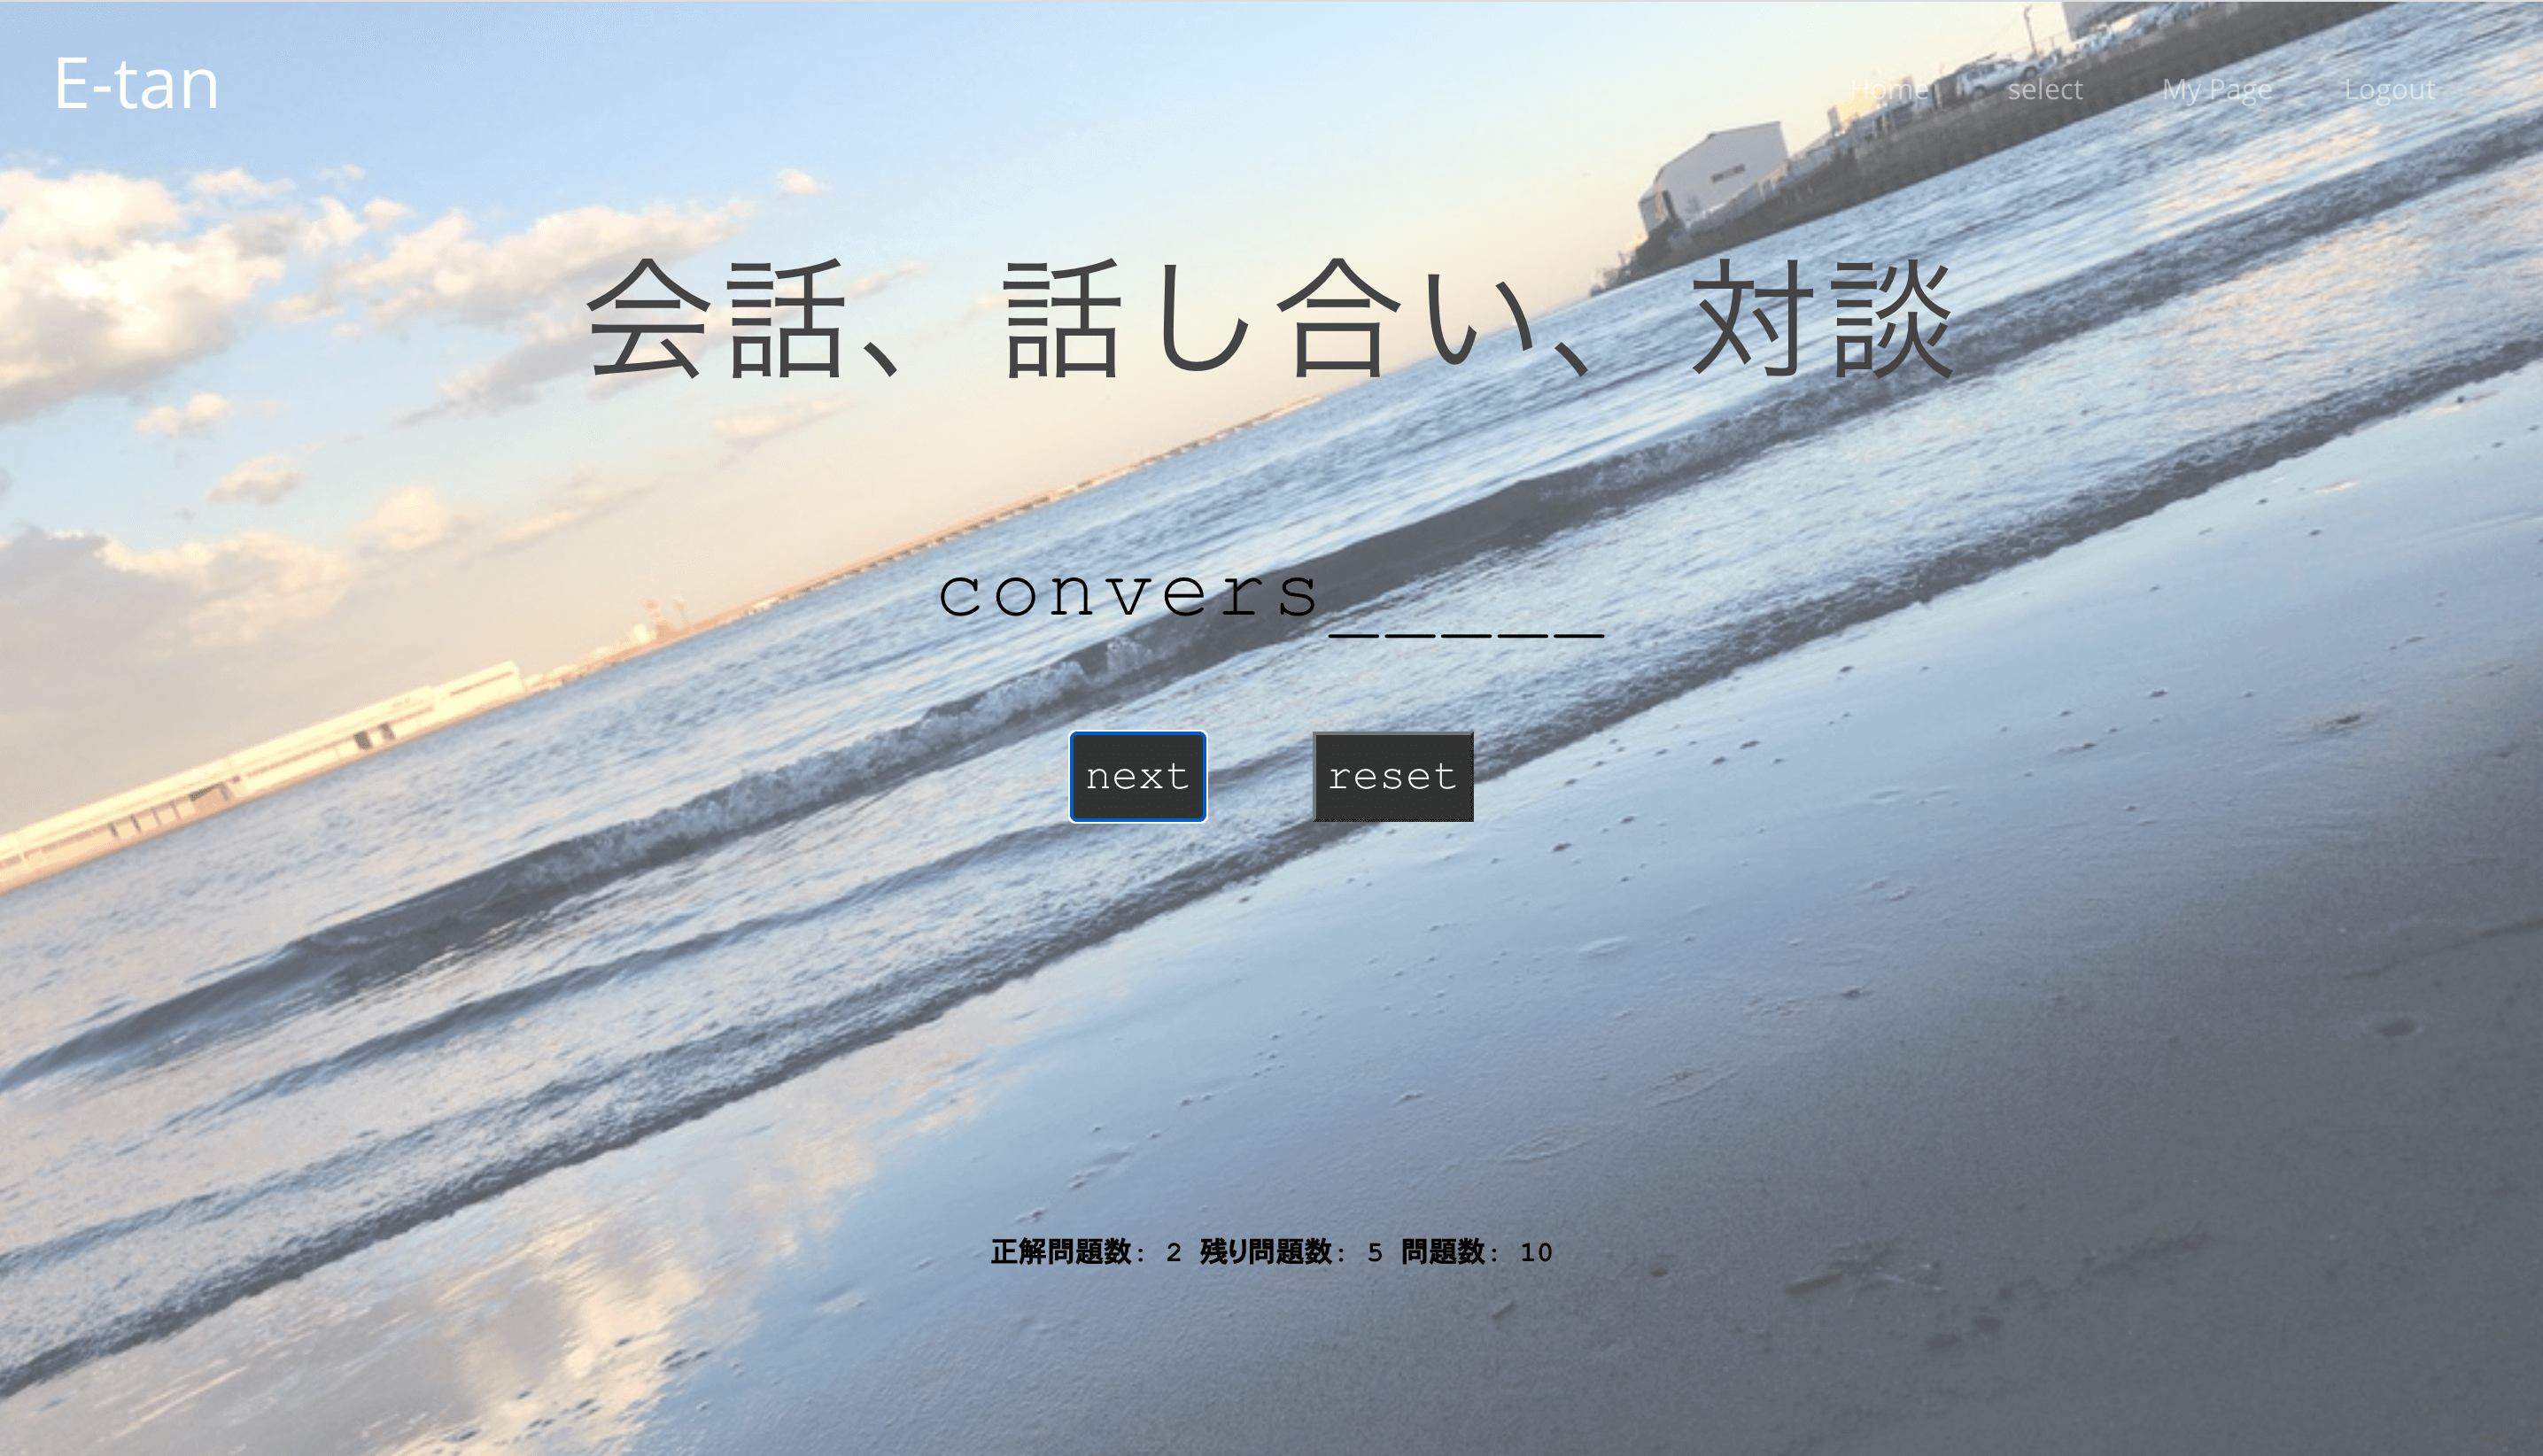 E-tan
Home select My Page Logout
会話、話し合い、対談
convers_____
next reset
正解問題数: 2 残り問題数: 5 問題数: 10